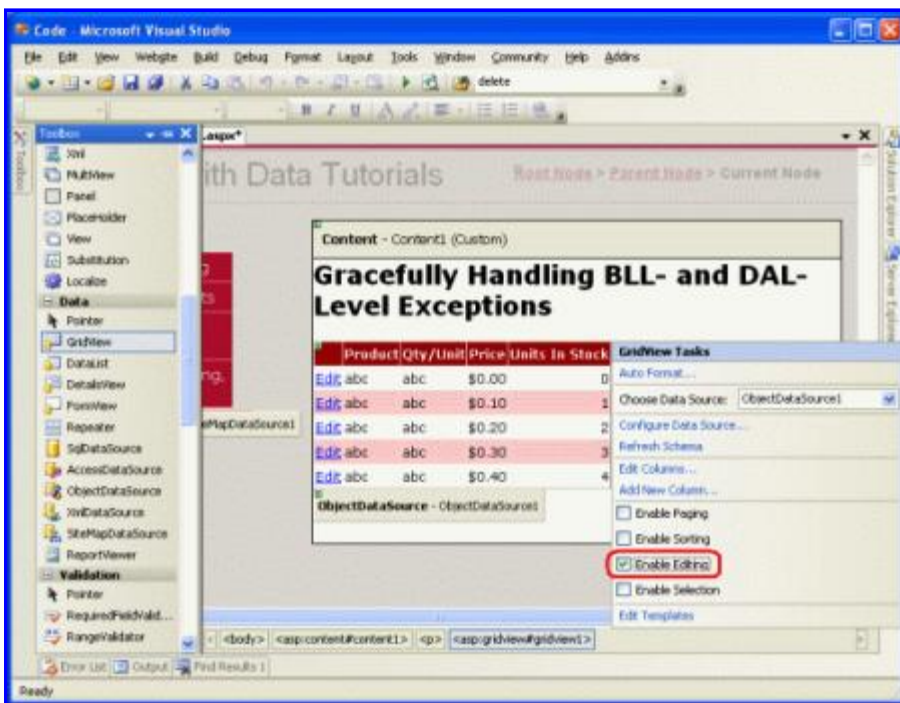 Code - Microsoft Visual Studio
File Edit View Website Build Debug Format Layout Tools Window Community Help Addins
delete
Toolbox
.aspx*
Toolbox
Xml
MultiView
Panel
PlaceHolder
View
Substitution
Localize
Data
Pointer
GridView
DataList
DetailsView
FormView
Repeater
SqlDataSource
AccessDataSource
ObjectDataSource
XmlDataSource
SiteMapDataSource
ReportViewer
Validation
Pointer
RequiredFieldValid...
RangeValidator
ith Data Tutorials
Root Node > Parent Node > Current Node
eMapDataSource1
Content - Content1 (Custom)
Gracefully Handling BLL- and DAL-
Level Exceptions
Product Qty/Unit Price Units In Stock
Edit abc abc $0.00 0
Edit abc abc $0.10 1
Edit abc abc $0.20 2
Edit abc abc $0.30 3
Edit abc abc $0.40 4
ObjectDataSource - ObjectDataSource1
GridView Tasks
Auto Format...
Choose Data Source: ObjectDataSource1
Configure Data Source...
Refresh Schema
Edit Columns...
Add New Column...
Enable Paging
Enable Sorting
Enable Editing
Enable Selection
Edit Templates
Solution Explorer
Server Explorer
<body> <asp:content#content1> <p> <asp:gridview#gridview1>
Error List Output Find Results 1
Ready